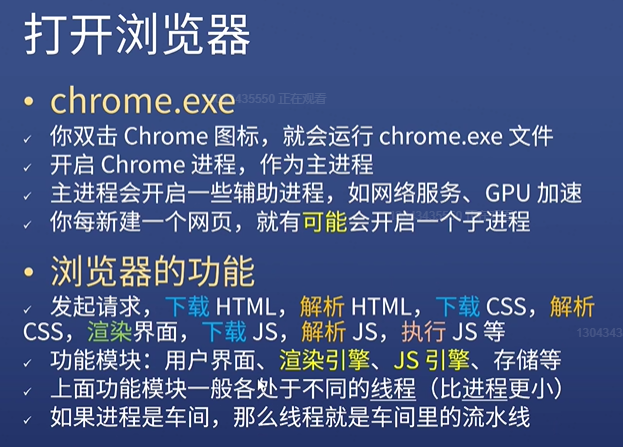 打开浏览器
• chrome.exe
435550 正在观看
✓ 你双击 Chrome 图标，就会运行 chrome.exe 文件
✓ 开启 Chrome 进程，作为主进程
✓ 主进程会开启一些辅助进程，如网络服务、GPU 加速
✓ 你每新建一个网页，就有可能会开启一个子进程
• 浏览器的功能
✓ 发起请求，下载 HTML，解析 HTML，下载 CSS，解析
CSS，渲染界面，下载 JS，解析 JS，执行 JS 等
1304343
✓ 功能模块：用户界面、渲染引擎、JS 引擎、存储等
✓ 上面功能模块一般各处于不同的线程（比进程更小）
✓ 如果进程是车间，那么线程就是车间里的流水线